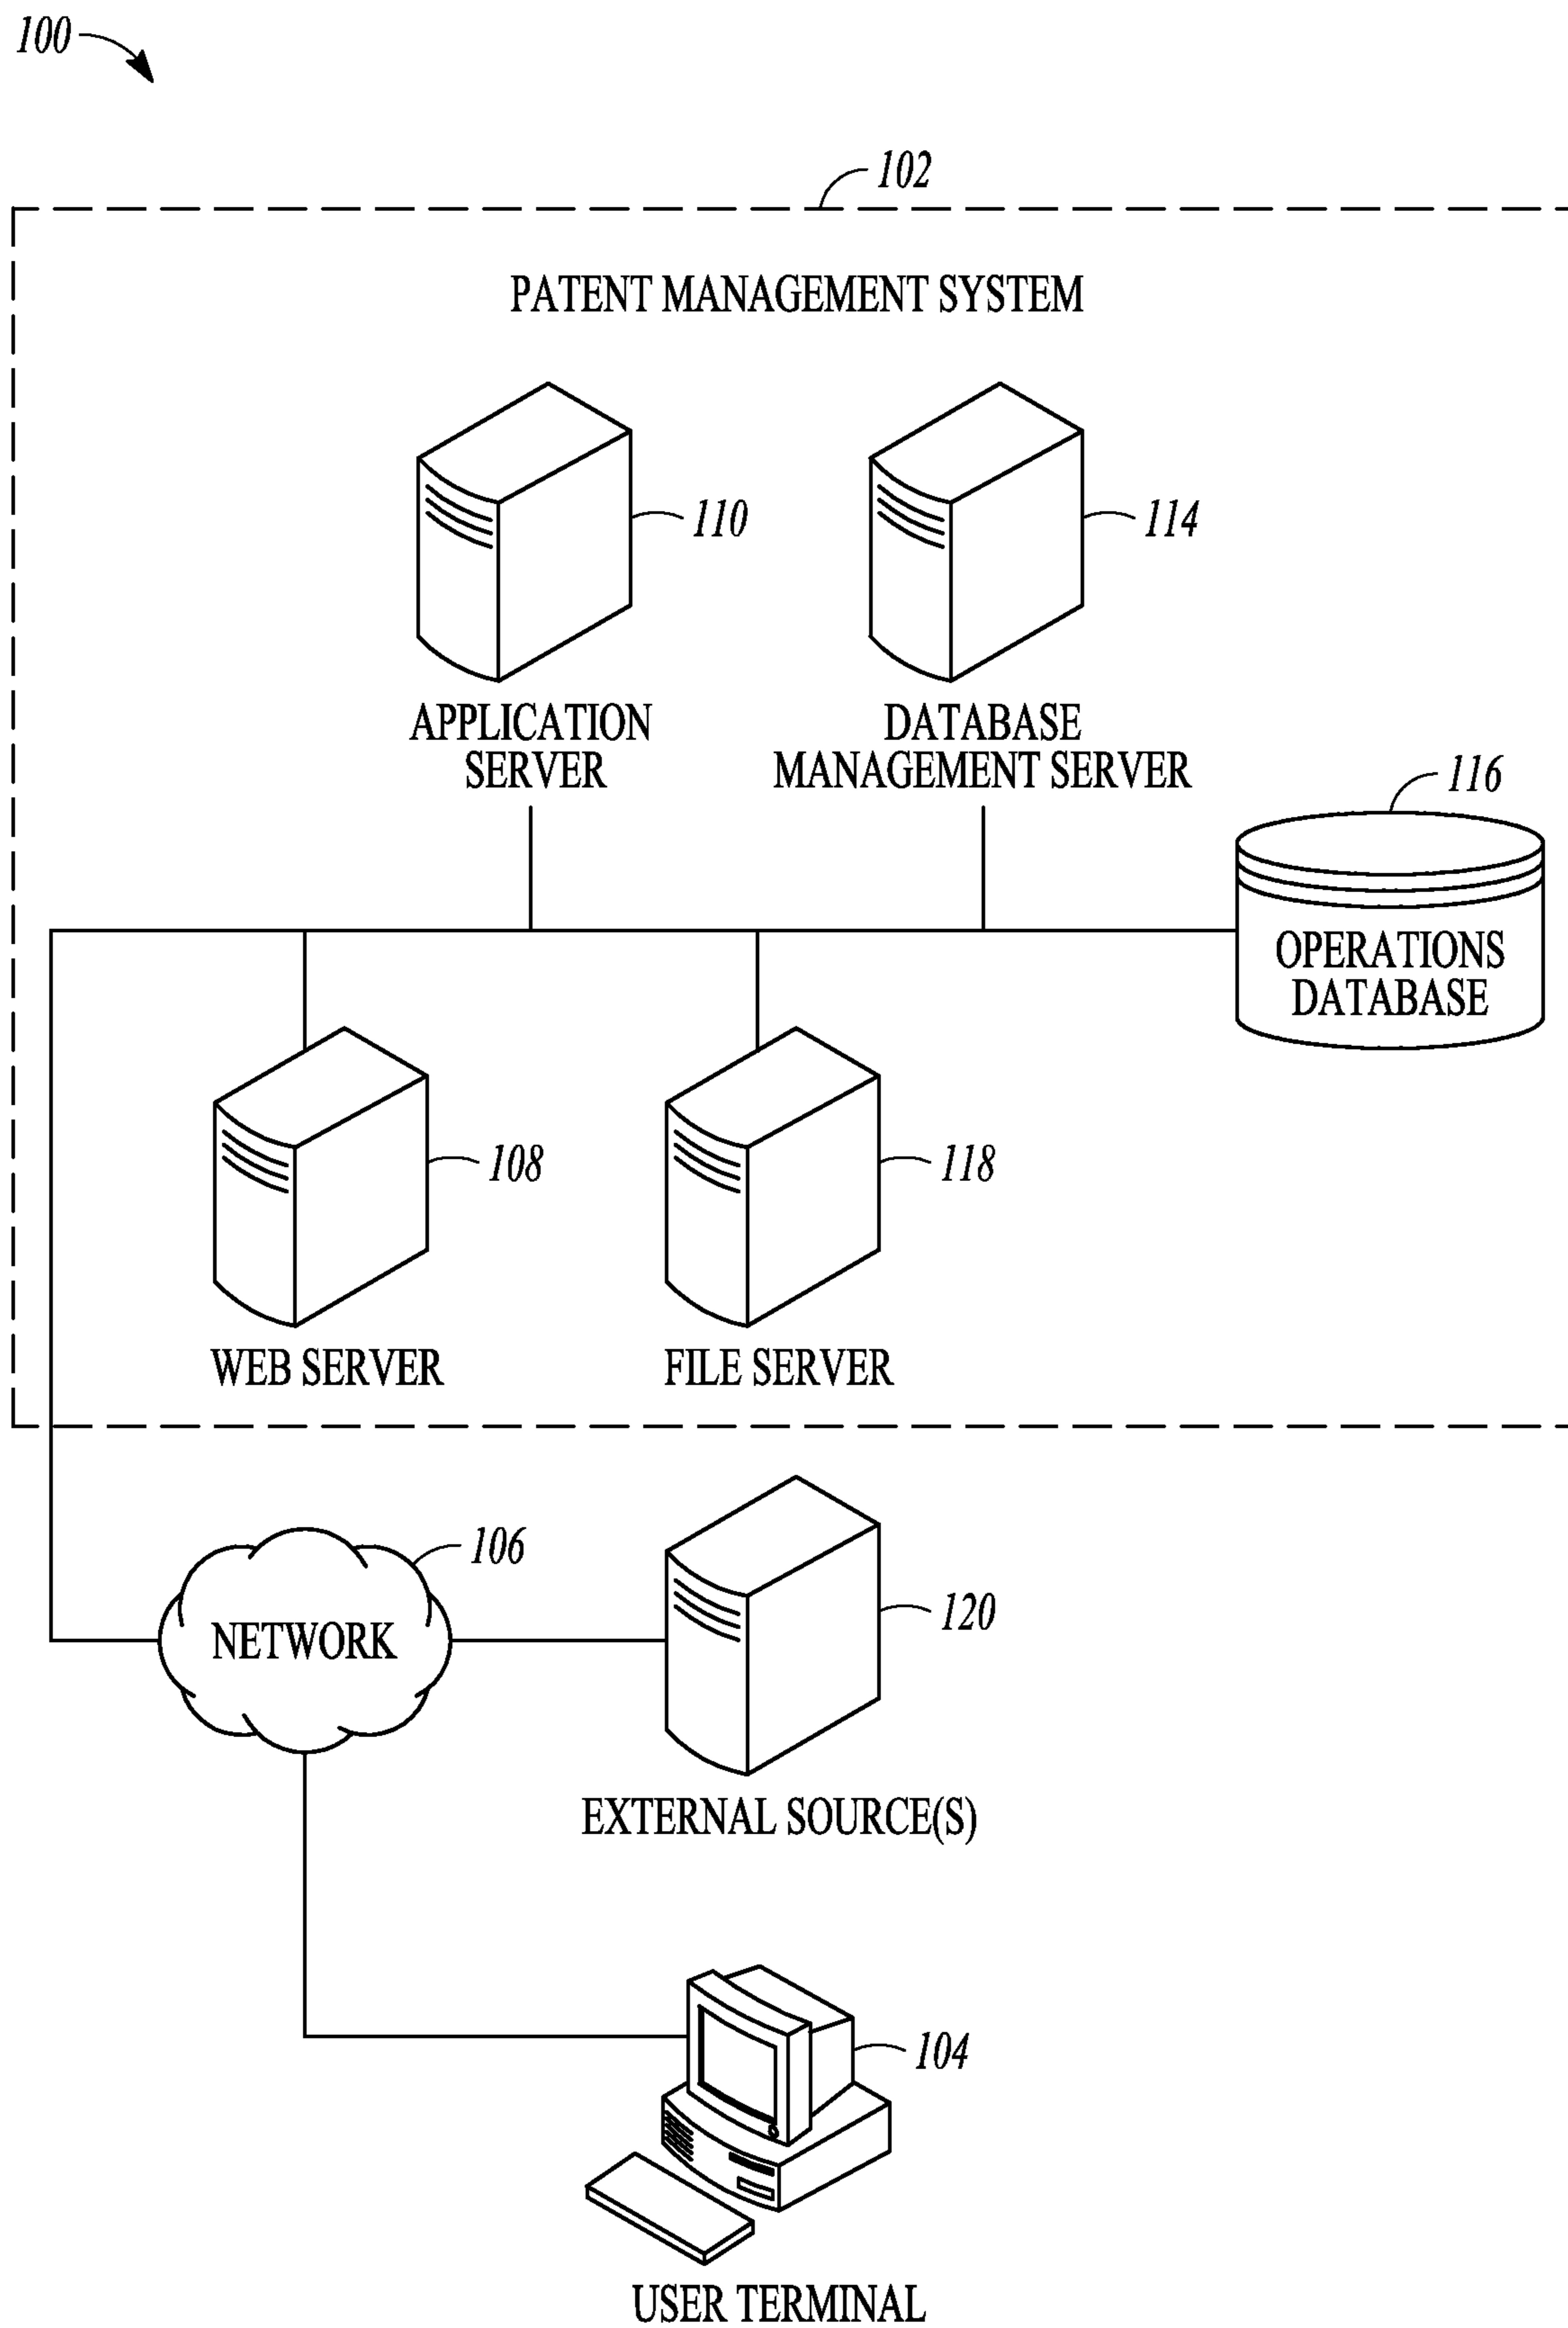 100
102
PATENT MANAGEMENT SYSTEM
110
114
APPLICATION
SERVER
DATABASE
MANAGEMENT SERVER
116
OPERATIONS
DATABASE
108
118
WEB SERVER
FILE SERVER
106
NETWORK
120
EXTERNAL SOURCE(S)
104
USER TERMINAL